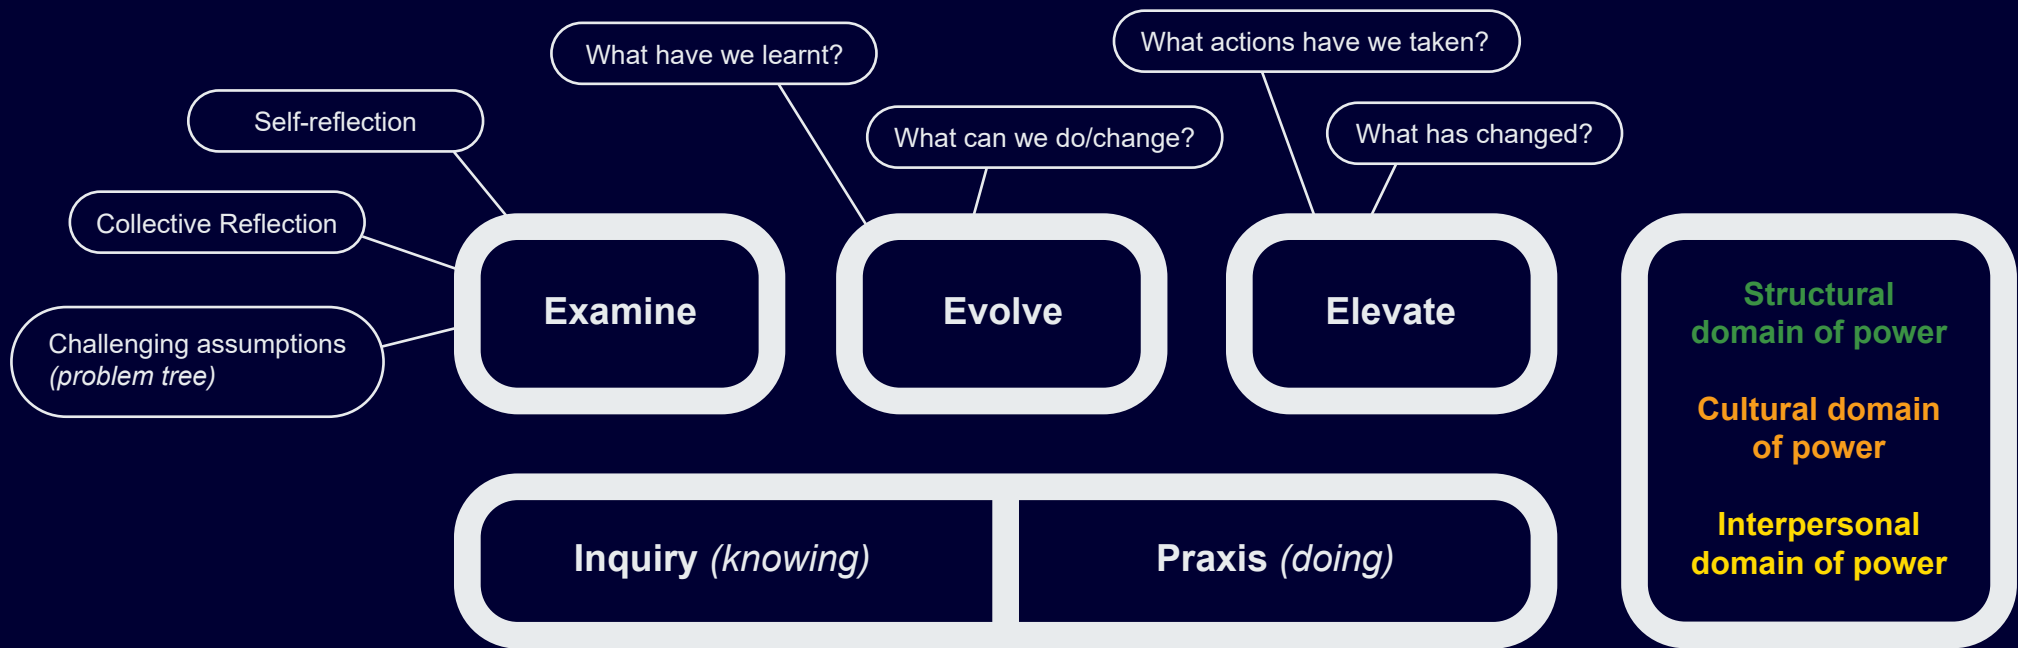 What actions have we taken?
What have we learnt?
Self-reflection
What can we do/change?
What has changed?
Collective Reflection
Challenging assumptions
(problem tree)
Examine
Evolve
Elevate
Structural
domain of power
Cultural domain
of power
Interpersonal
domain of power
Inquiry (knowing)
Praxis (doing)